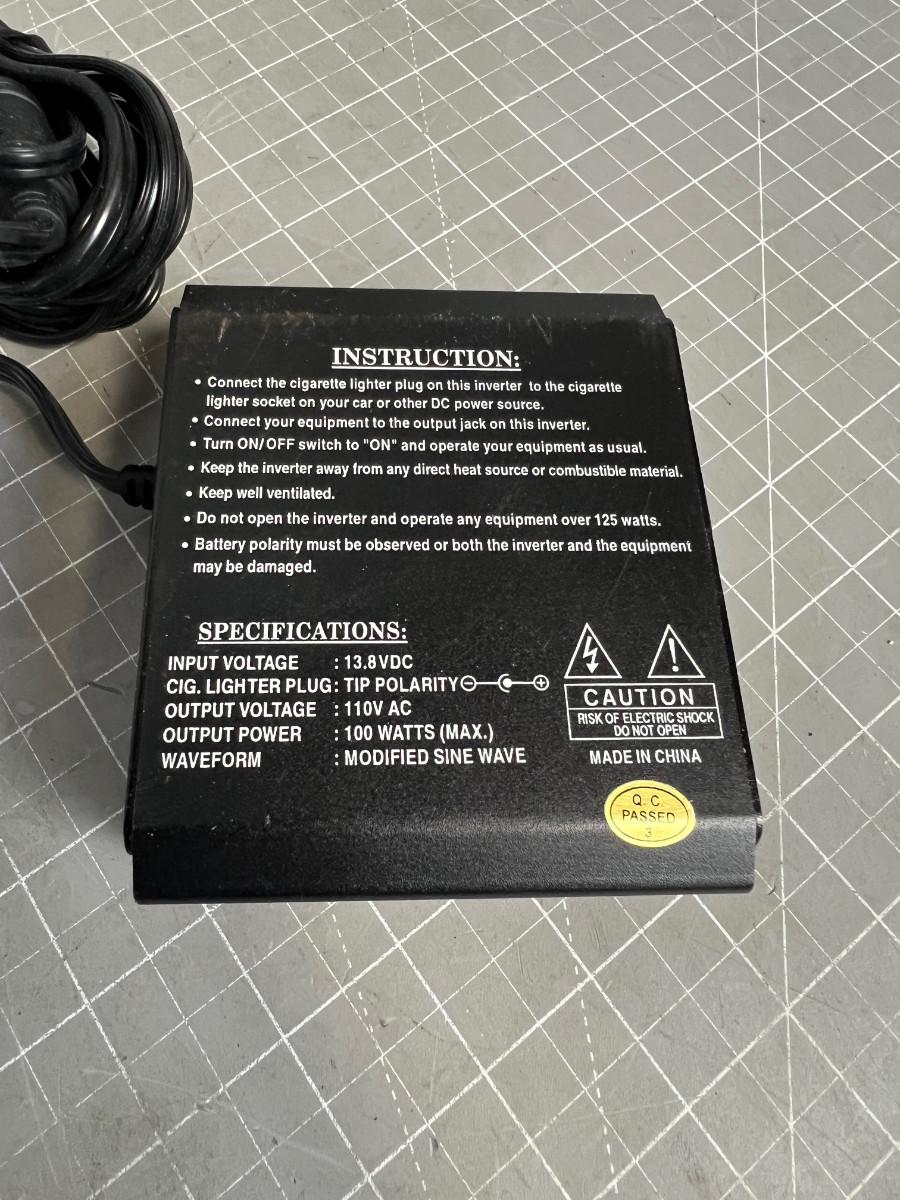 INSTRUCTION:
• Connect the cigarette lighter plug on this inverter to the cigarette
lighter socket on your car or other DC power source.
• Connect your equipment to the output jack on this inverter.
• Turn ON/OFF switch to "ON" and operate your equipment as usual.
• Keep the inverter away from any direct heat source or combustible material.
• Keep well ventilated.
• Do not open the inverter and operate any equipment over 125 watts.
• Battery polarity must be observed or both the inverter and the equipment
may be damaged.
SPECIFICATIONS:
INPUT VOLTAGE : 13.8VDC
CIG. LIGHTER PLUG : TIP POLARITY
OUTPUT VOLTAGE : 110V AC
OUTPUT POWER : 100 WATTS (MAX.)
WAVEFORM : MODIFIED SINE WAVE
CAUTION
RISK OF ELECTRIC SHOCK
DO NOT OPEN
MADE IN CHINA
Q. C.
PASSED
3